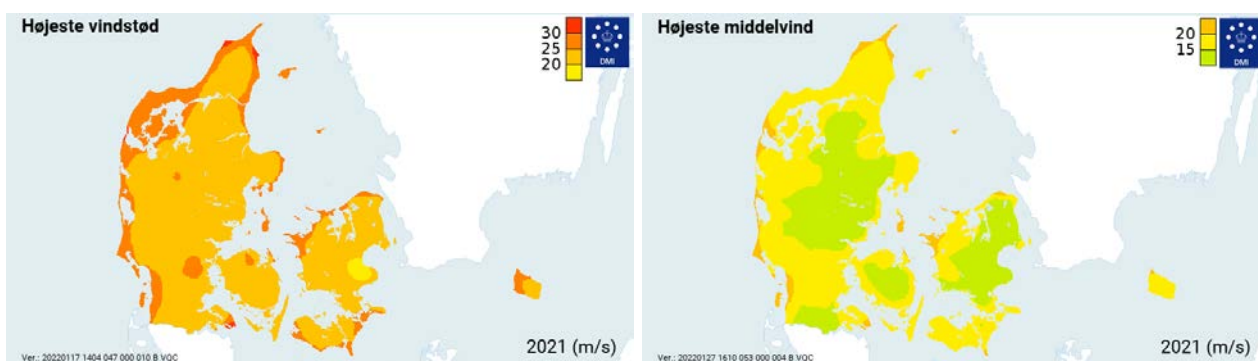 Højeste vindstød
30
25
20
DMI
2021 (m/s)
Ver.: 20220117 1404 047 000 010 B VQC
Højeste middelvind
20
15
DMI
2021 (m/s)
Ver.: 20220127 1610 053 000 004 B VQC